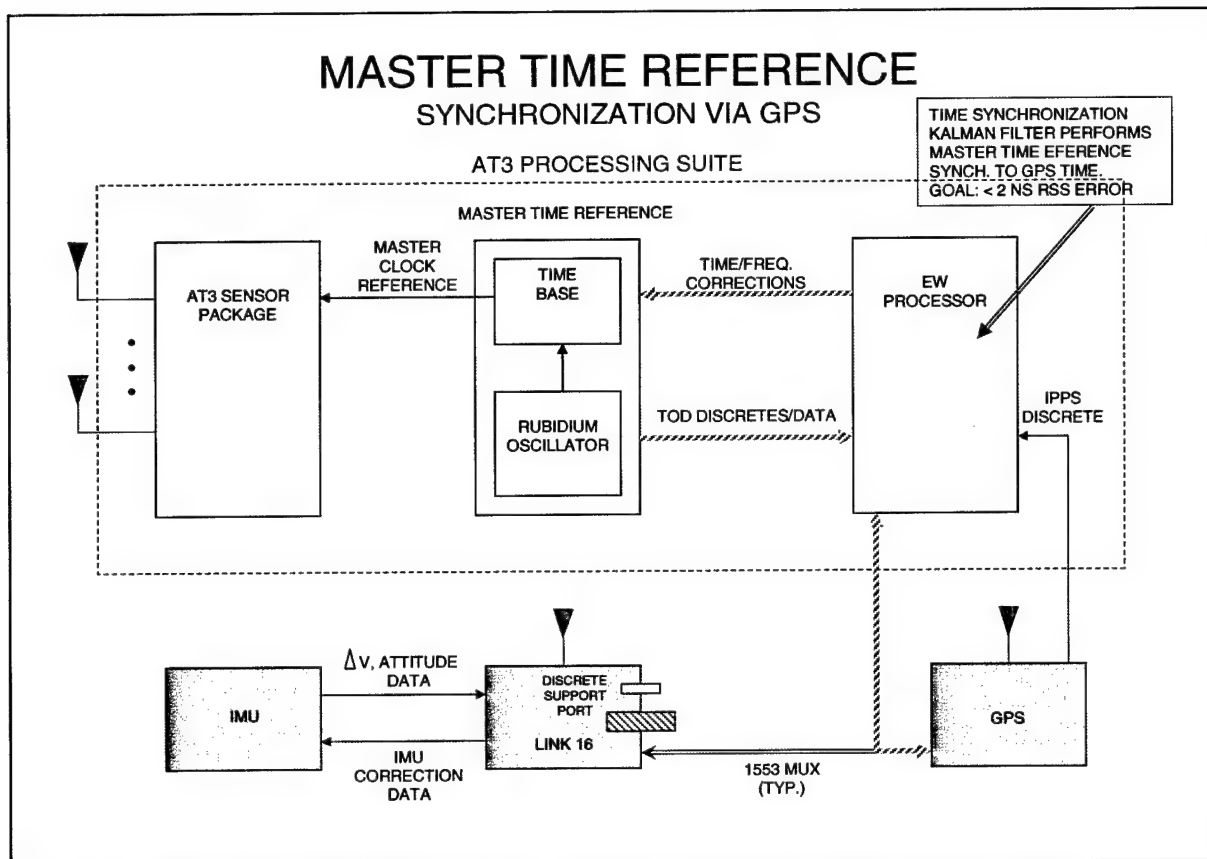 MASTER TIME REFERENCE
SYNCHRONIZATION VIA GPS
TIME SYNCHRONIZATION
KALMAN FILTER PERFORMS
MASTER TIME EFERENCE
SYNCH. TO GPS TIME.
GOAL: < 2 NS RSS ERROR
AT3 PROCESSING SUITE
MASTER TIME REFERENCE
AT3 SENSOR
PACKAGE
MASTER
CLOCK
REFERENCE
TIME
BASE
RUBIDIUM
OSCILLATOR
TIME/FREQ.
CORRECTIONS
TOD DISCRETES/DATA
EW
PROCESSOR
IPPS
DISCRETE
IMU
ΔV, ATTITUDE
DATA
IMU
CORRECTION
DATA
DISCRETE
SUPPORT
PORT
LINK 16
1553 MUX
(TYP.)
GPS